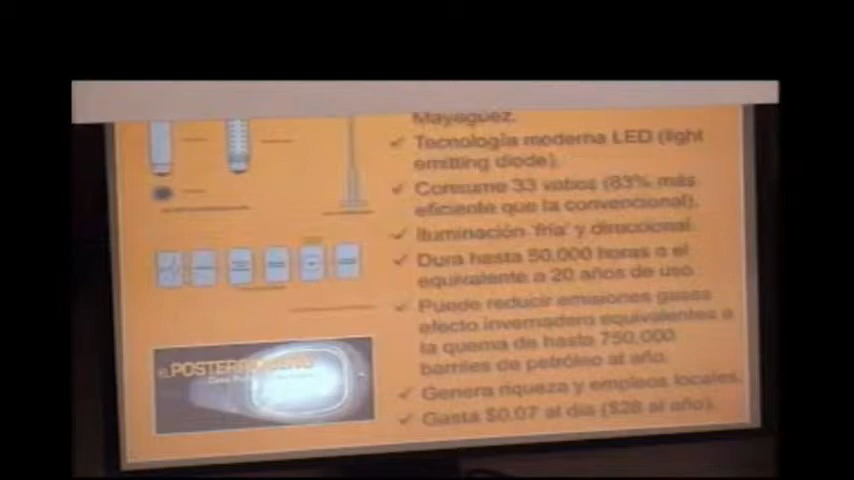 Mayagüez.
✓ Tecnología moderna LED (light
emitting diode).
✓ Consume 33 vatios (83% más
eficiente que la convencional).
✓ Iluminación 'fría' y direccional.
✓ Dura hasta 50,000 horas o el
equivalente a 20 años de uso.
✓ Puede reducir emisiones gases
efecto invernadero equivalentes a
la quema de hasta 750,000
barriles de petróleo al año.
✓ Genera riqueza y empleos locales.
✓ Gasta $0.07 al día ($28 al año).